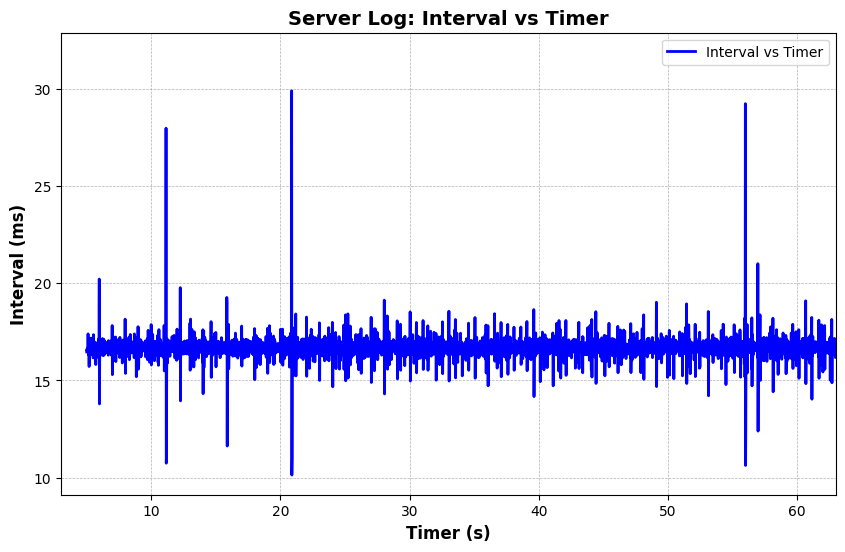 Server Log: Interval vs Timer
Interval vs Timer
Interval (ms)
30
25
20
15
10
10 20 30 40 50 60
Timer (s)